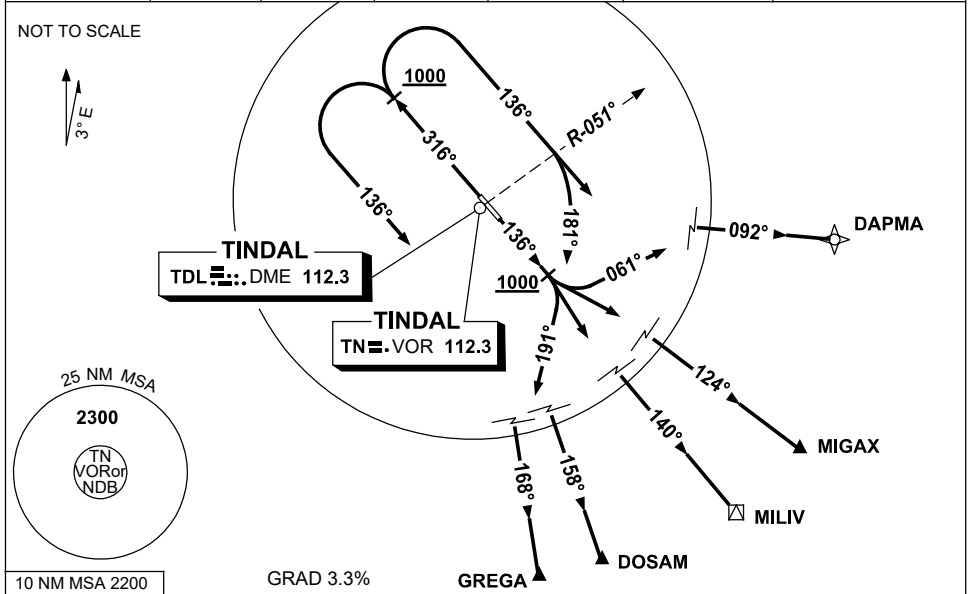 NOT TO SCALE
3° E
1000
136°
R-051°
316°
136°
181°
136°
092°
DAPMA
TINDAL
TDL DME 112.3
1000
061°
TINDAL
TN VOR 112.3
191°
124°
25 NM MSA
2300
140°
MIGAX
TN
VORor
NDB
168°
158°
MILIV
DOSAM
10 NM MSA 2200
GRAD 3.3%
GREGA